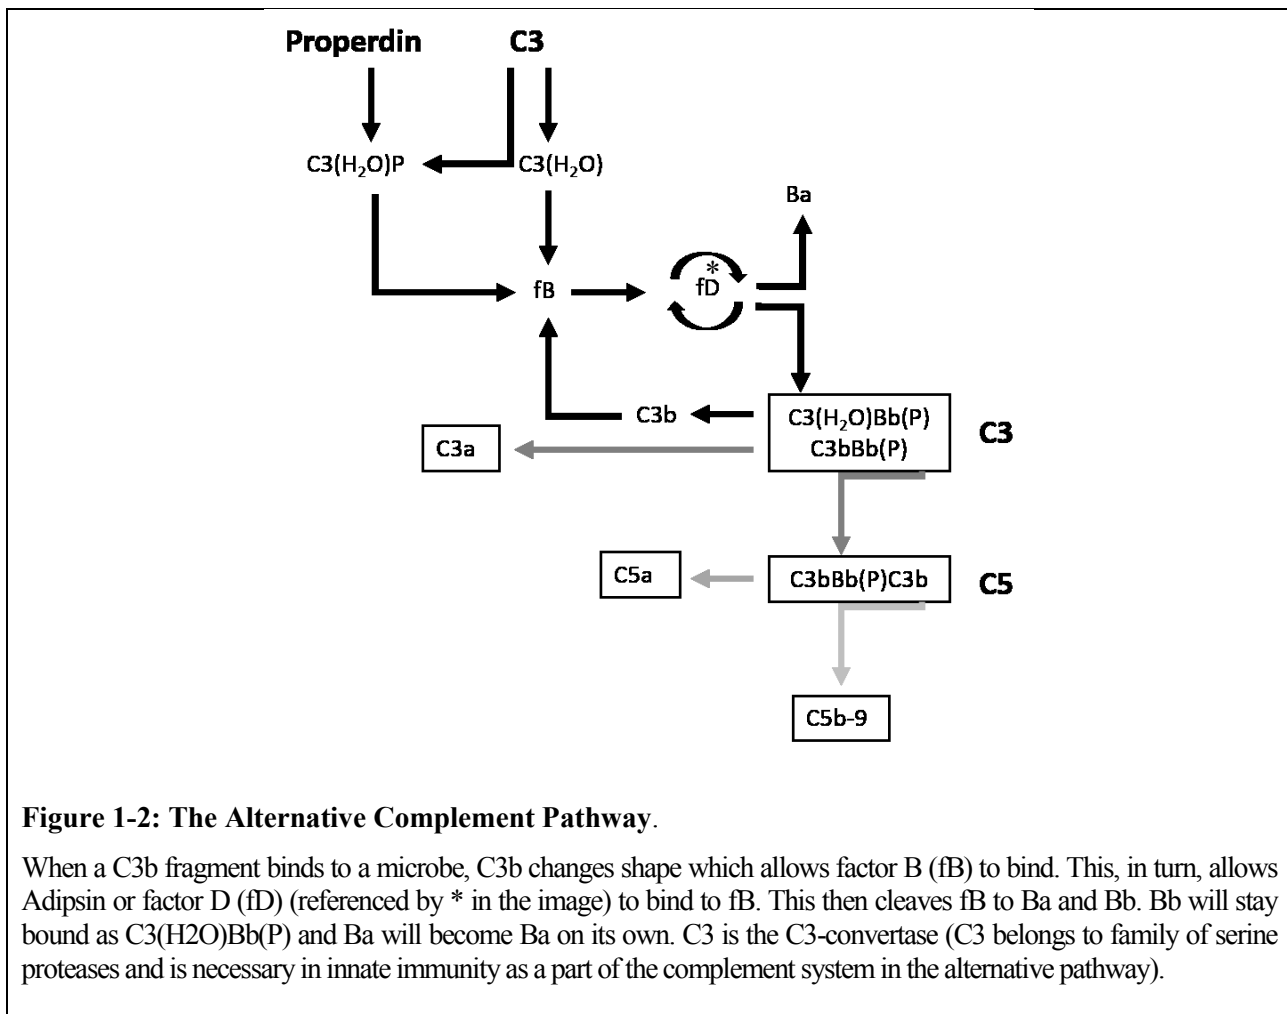 Properdin C3
C3(H₂O)P C3(H₂O)
Ba
*
fB fD
C3b C3(H₂O)Bb(P) C3
C3a C3bBb(P)
C5a C3bBb(P)C3b C5
C5b-9
Figure 1-2: The Alternative Complement Pathway.
When a C3b fragment binds to a microbe, C3b changes shape which allows factor B (fB) to bind. This, in turn, allows
Adipsin or factor D (fD) (referenced by * in the image) to bind to fB. This then cleaves fB to Ba and Bb. Bb will stay
bound as C3(H2O)Bb(P) and Ba will become Ba on its own. C3 is the C3-convertase (C3 belongs to family of serine
proteases and is necessary in innate immunity as a part of the complement system in the alternative pathway).